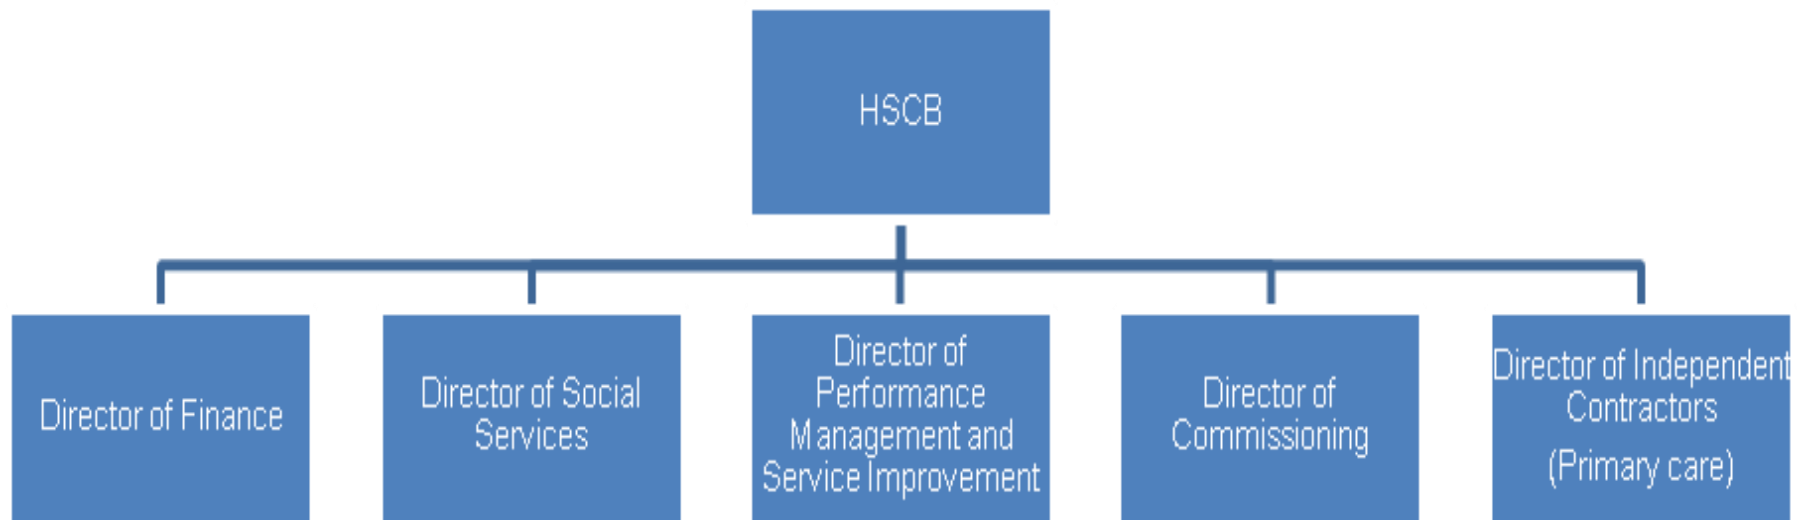 HSCB
Director of Finance
Director of Social
Services
Director of
Performance
Management and
Service Improvement
Director of
Commissioning
Director of Independent
Contractors
(Primary care)